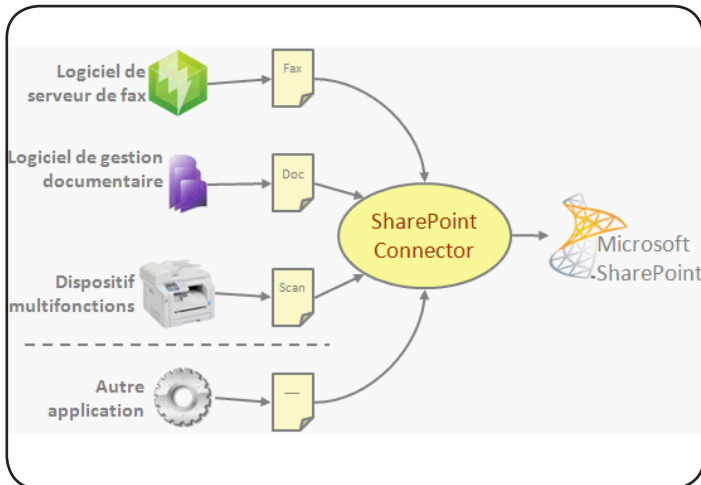 Logiciel de
serveur de fax
Fax
Logiciel de gestion
documentaire
Doc
SharePoint
Connector
Microsoft
SharePoint
Dispositif
multifonctions
Scan
Autre
application
----